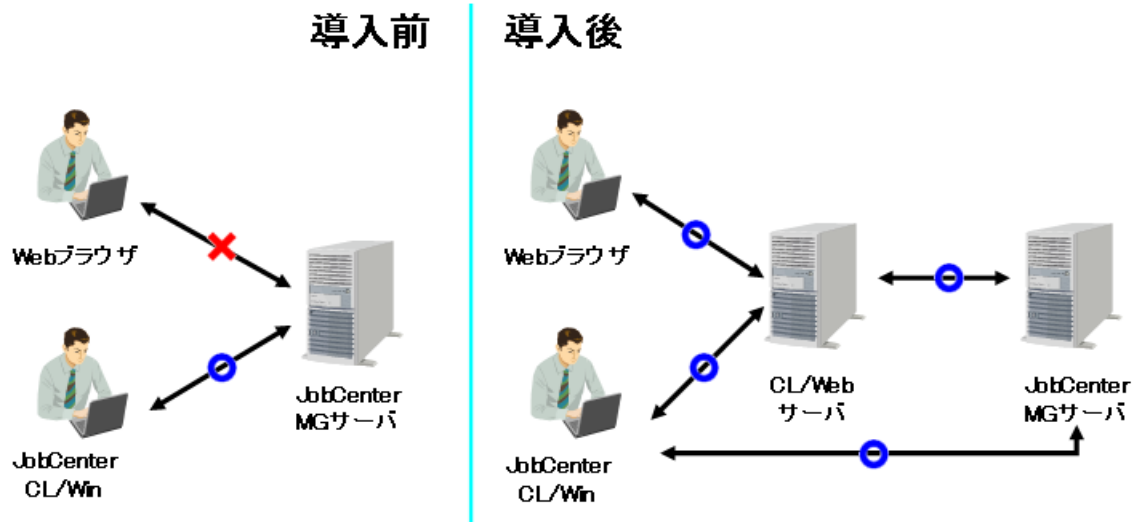 導入前
Webブラウザ
JobCenter
MGサーバ
JobCenter
CL/Win
導入後
Webブラウザ
CL/Web
サーバ
JobCenter
MGサーバ
JobCenter
CL/Win